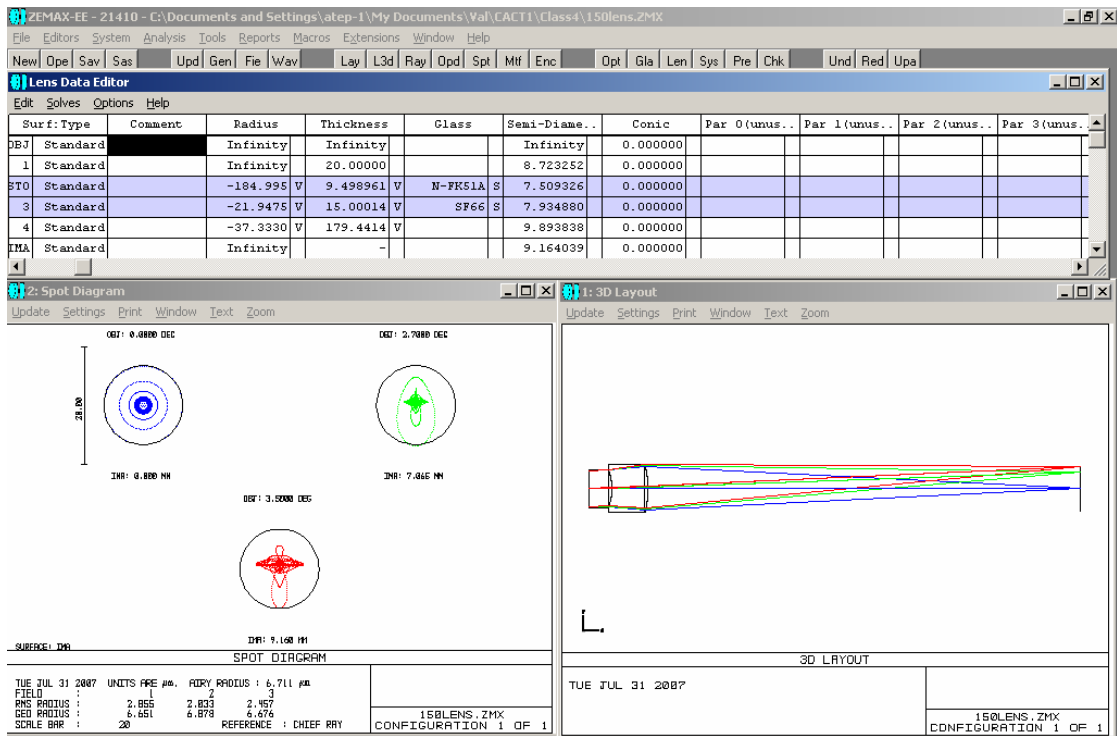 ZEMAX-EE - 21410 - C:\Documents and Settings\atep-1\My Documents\Val\CACT1\Class4\150lens.ZMX
File Editors System Analysis Tools Reports Macros Extensions Window Help
New Ope Sav Sas Upd Gen Fie Wav Lay L3d Ray Opd Spt Mtf Enc Opt Gla Len Sys Pre Chk Und Red Upa
Lens Data Editor
Edit Solves Options Help
Surf:Type Comment Radius Thickness Glass Semi-Diame.. Conic Par 0(unus.. Par 1(unus.. Par 2(unus.. Par 3(unus..
OBJ Standard Infinity Infinity Infinity 0.000000
1 Standard Infinity 20.00000 8.723252 0.000000
STO Standard -184.995 V 9.498961 V N-FK51A S 7.509326 0.000000
3 Standard -21.9475 V 15.00014 V SF66 S 7.934880 0.000000
4 Standard -37.3330 V 179.4414 V 9.893838 0.000000
IMA Standard Infinity - 9.164039 0.000000
2: Spot Diagram
Update Settings Print Window Text Zoom
OBJ: 0.0000 DEG OBJ: 2.7000 DEG
20.00
IMA: 0.000 MM IMA: 7.065 MM
OBJ: 3.5000 DEG
IMA: 9.160 MM
SURFACE: IMA
SPOT DIAGRAM
TUE JUL 31 2007 UNITS ARE µm. AIRY RADIUS : 6.711 µm
FIELD : 1 2 3
RMS RADIUS : 2.855 2.033 2.457
GEO RADIUS : 6.651 6.878 6.676
SCALE BAR : 20 REFERENCE : CHIEF RAY
150LENS.ZMX
CONFIGURATION 1 OF 1
1: 3D Layout
Update Settings Print Window Text Zoom
3D LAYOUT
TUE JUL 31 2007
150LENS.ZMX
CONFIGURATION 1 OF 1